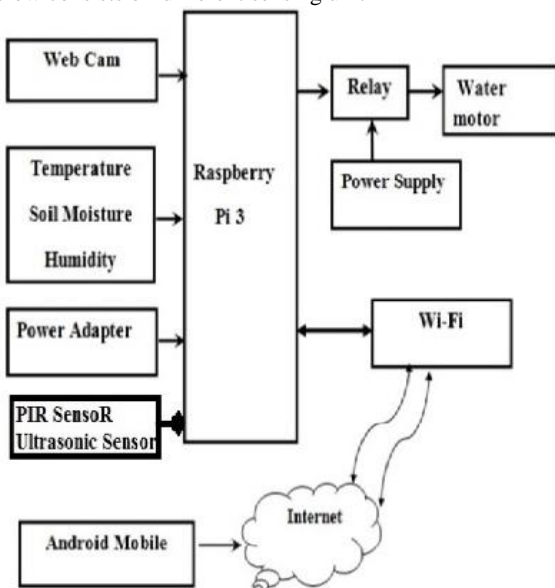 Web Cam
Temperature
Soil Moisture
Humidity
Power Adapter
PIR SensoR
Ultrasonic Sensor
Raspberry
Pi 3
Relay
Water
motor
Power Supply
Wi-Fi
Internet
Android Mobile